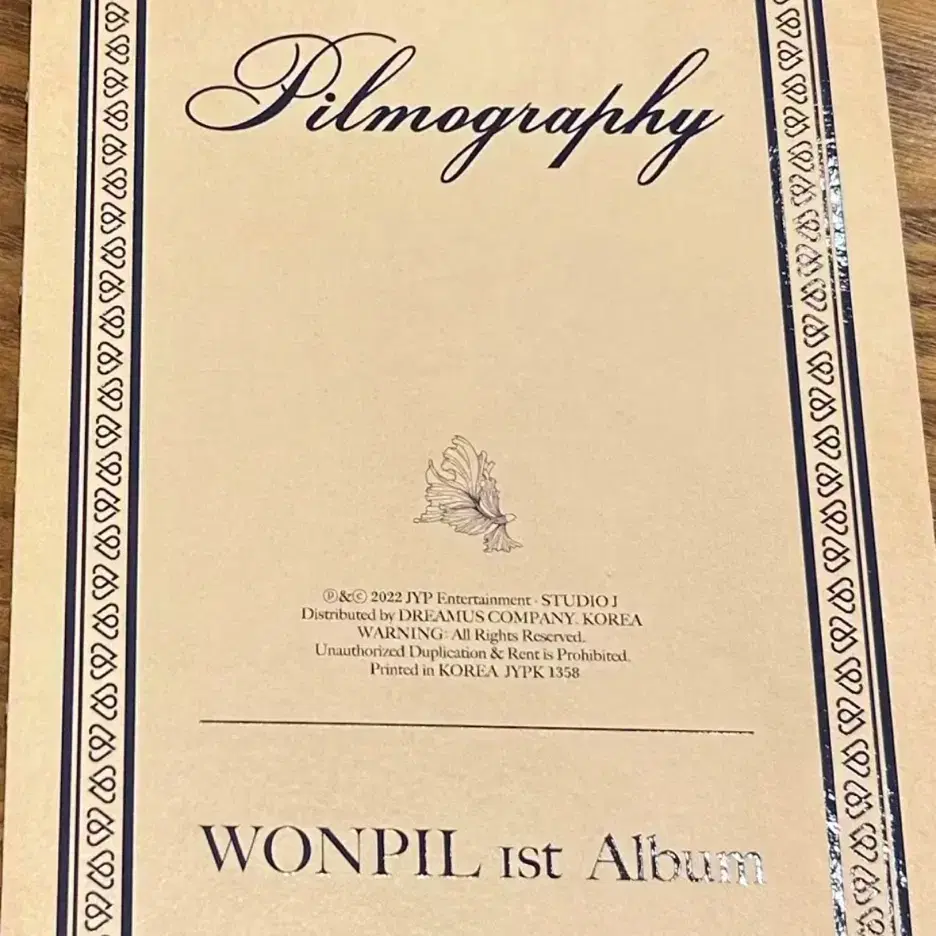 Pilmography
Ⓟ&ⓒ 2022 JYP Entertainment · STUDIO J
Distributed by DREAMUS COMPANY. KOREA
WARNING: All Rights Reserved.
Unauthorized Duplication & Rent is Prohibited.
Printed in KOREA JYPK 1358
WONPIL 1st Album